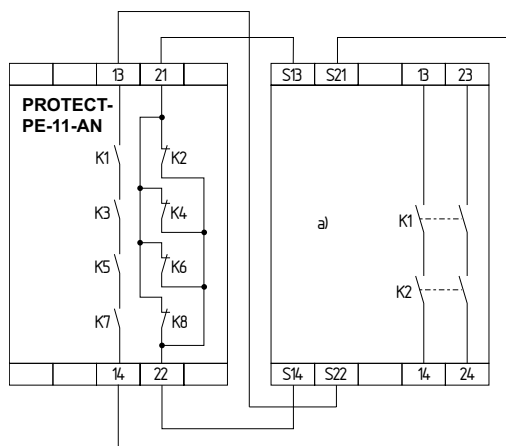 13 21 S13 S21 13 23
PROTECT-
PE-11-AN
K1 K2
K3 K4 a) K1
K5 K6
K2
K7 K8
14 22 S14 S22 14 24